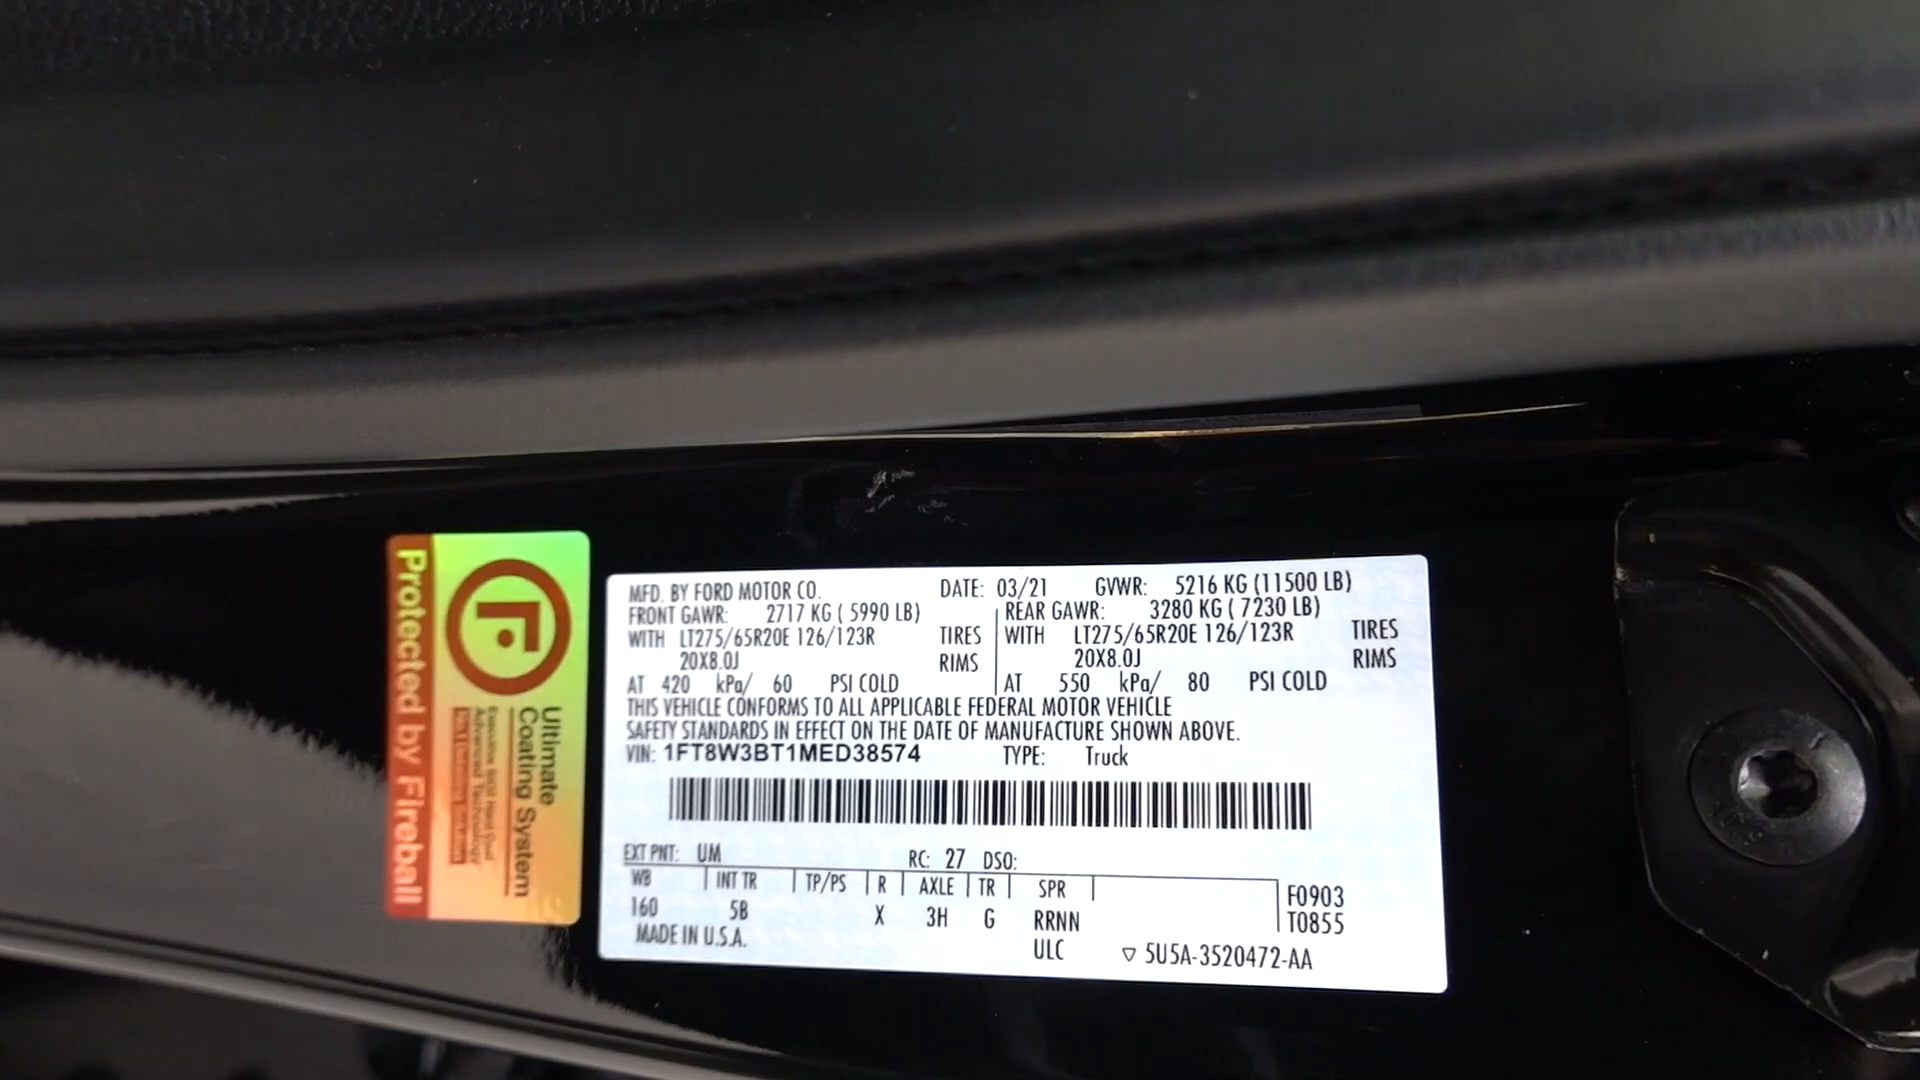 Protected by Fireball
Ultimate
Coating System
Advanced Technology
MFD. BY FORD MOTOR CO. DATE: 03/21 GVWR: 5216 KG (11500 LB)
FRONT GAWR: 2717 KG ( 5990 LB) REAR GAWR: 3280 KG ( 7230 LB)
WITH LT275/65R20E 126/123R TIRES WITH LT275/65R20E 126/123R TIRES
20X8.0J RIMS 20X8.0J RIMS
AT 420 kPa/ 60 PSI COLD AT 550 kPa/ 80 PSI COLD
THIS VEHICLE CONFORMS TO ALL APPLICABLE FEDERAL MOTOR VEHICLE
SAFETY STANDARDS IN EFFECT ON THE DATE OF MANUFACTURE SHOWN ABOVE.
VIN: 1FT8W3BT1MED38574 TYPE: Truck
EXT PNT: UM RC: 27 DSO:
WB INT TR TP/PS R AXLE TR SPR F0903
160 5B X 3H G RRNN T0855
MADE IN U.S.A. ULC ▽ 5U5A-3520472-AA